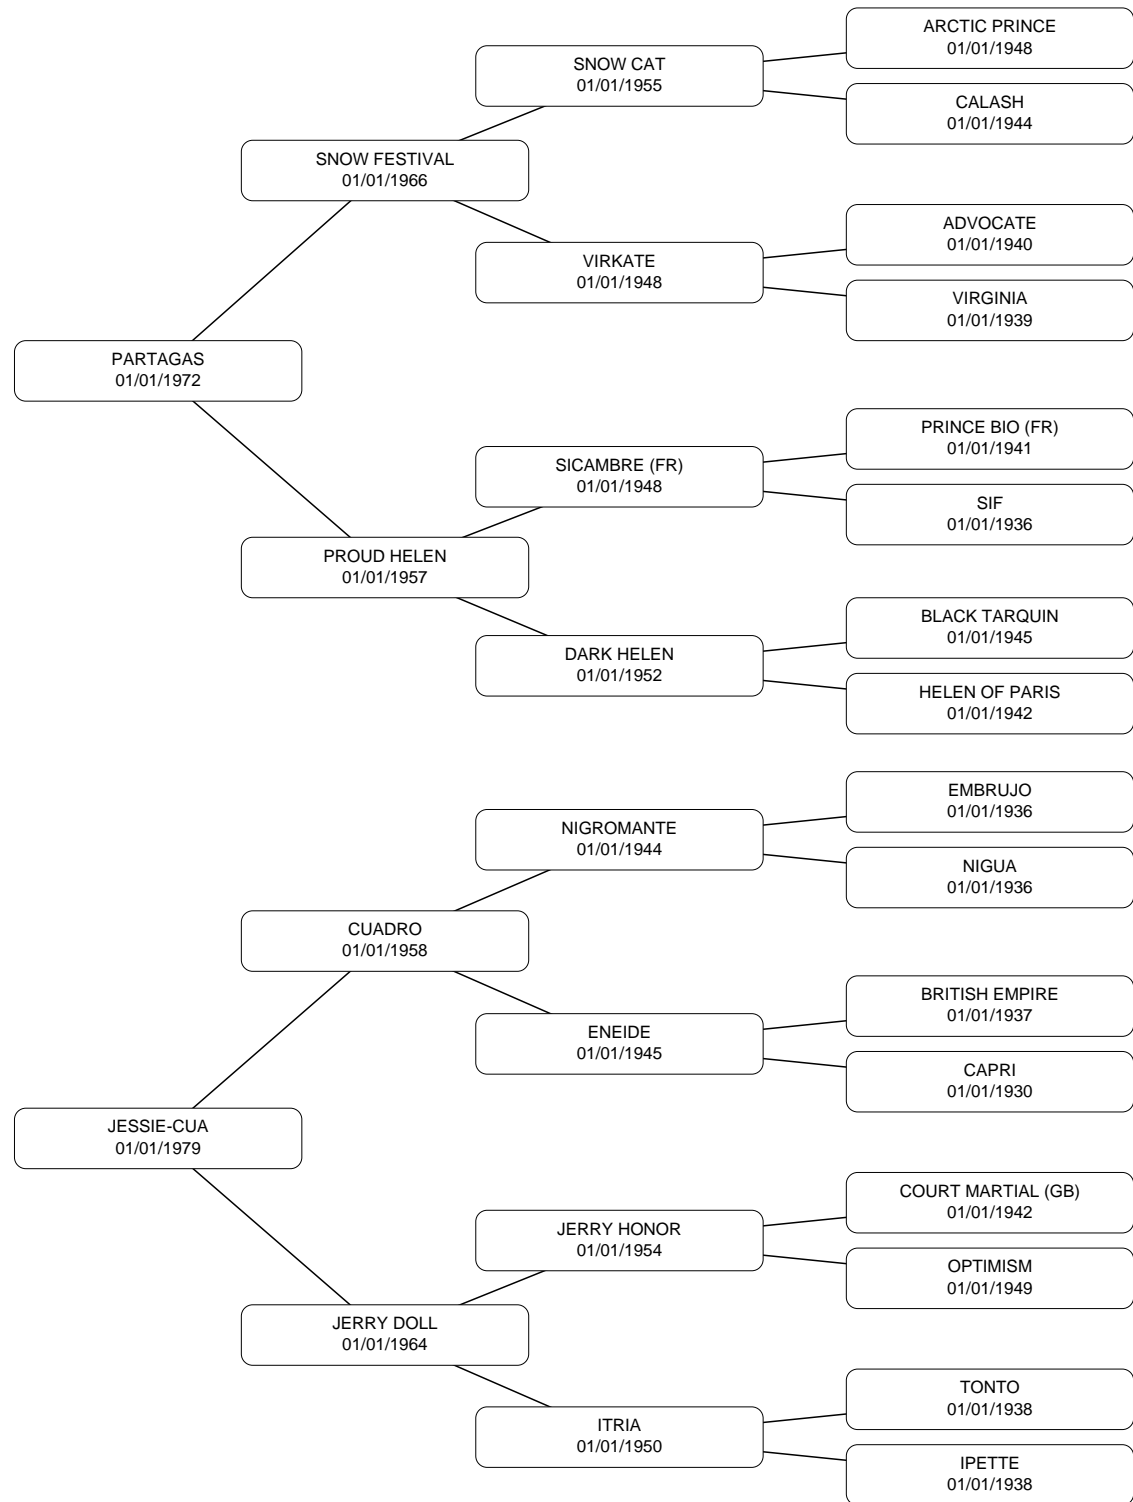 ARCTIC PRINCE
01/01/1948
SNOW CAT
01/01/1955
CALASH
01/01/1944
SNOW FESTIVAL
01/01/1966
ADVOCATE
01/01/1940
VIRKATE
01/01/1948
VIRGINIA
01/01/1939
PARTAGAS
01/01/1972
PRINCE BIO (FR)
01/01/1941
SICAMBRE (FR)
01/01/1948
SIF
01/01/1936
PROUD HELEN
01/01/1957
BLACK TARQUIN
01/01/1945
DARK HELEN
01/01/1952
HELEN OF PARIS
01/01/1942
EMBRUJO
01/01/1936
NIGROMANTE
01/01/1944
NIGUA
01/01/1936
CUADRO
01/01/1958
BRITISH EMPIRE
01/01/1937
ENEIDE
01/01/1945
CAPRI
01/01/1930
JESSIE-CUA
01/01/1979
COURT MARTIAL (GB)
01/01/1942
JERRY HONOR
01/01/1954
OPTIMISM
01/01/1949
JERRY DOLL
01/01/1964
TONTO
01/01/1938
ITRIA
01/01/1950
IPETTE
01/01/1938